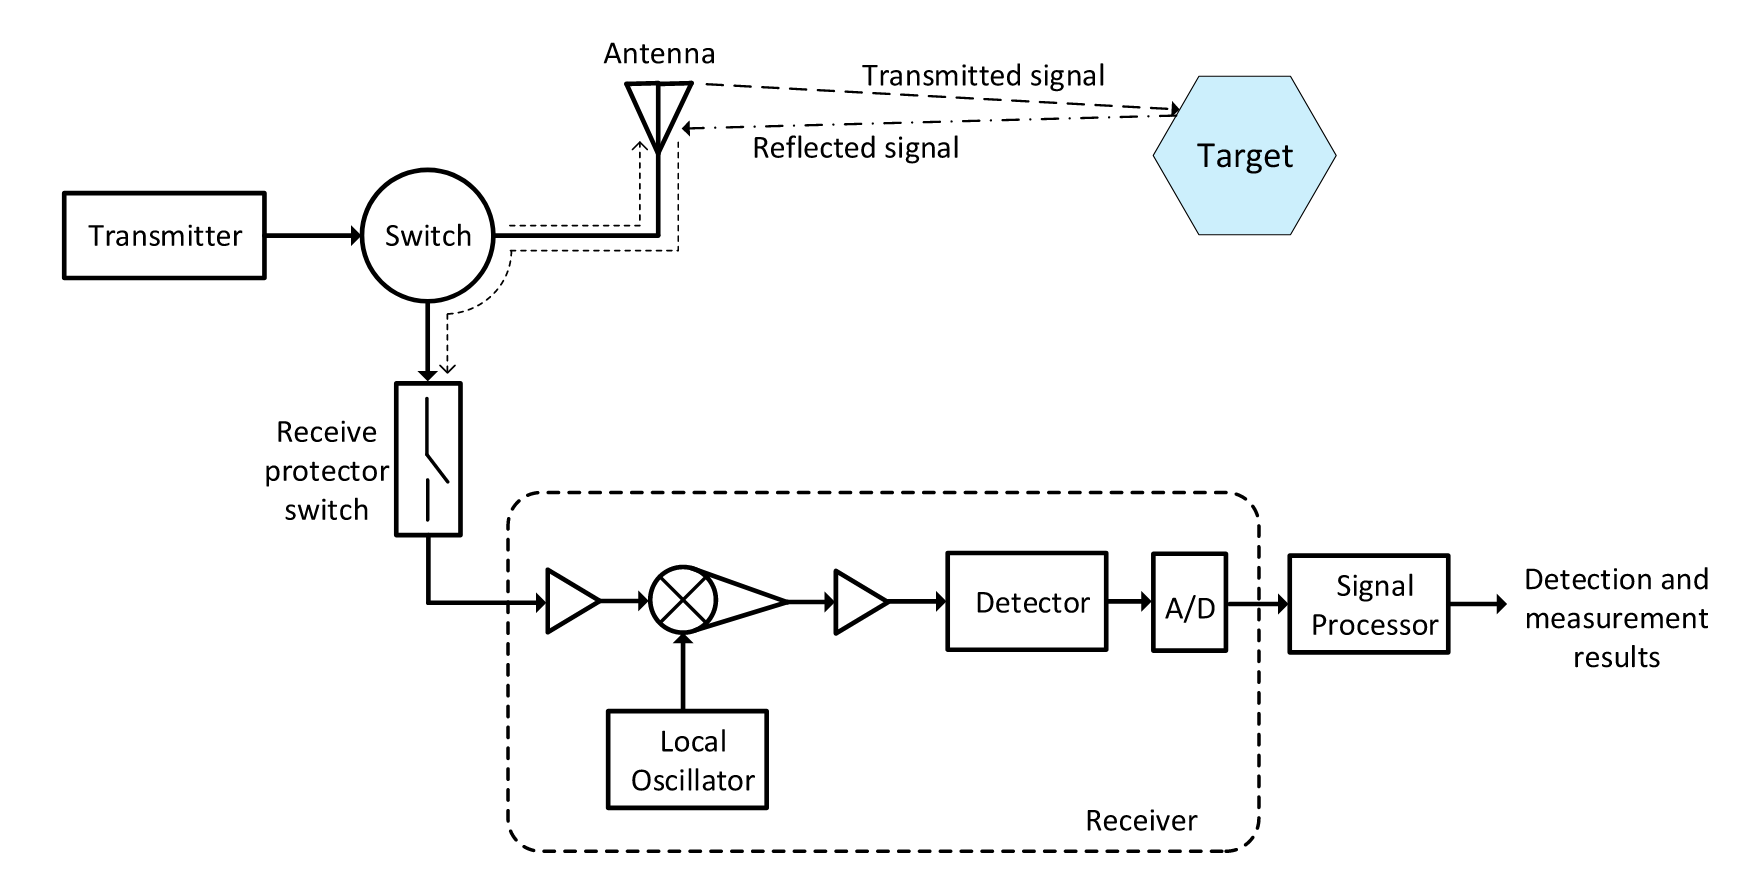 Antenna
Transmitted signal
Reflected signal
Target
Transmitter
Switch
Receive
protector
switch
Detector
A/D
Signal
Processor
Detection and
measurement
results
Local
Oscillator
Receiver